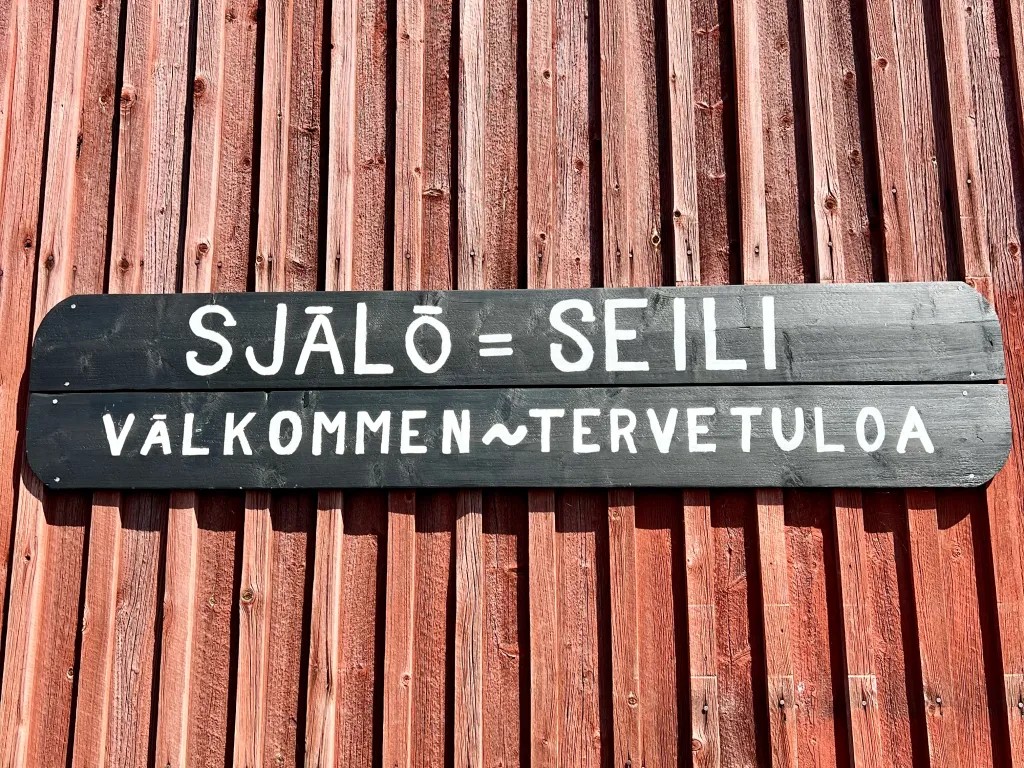 SJĀLŌ = SEILI
VĀLKOMMEN ~ TERVETULOA